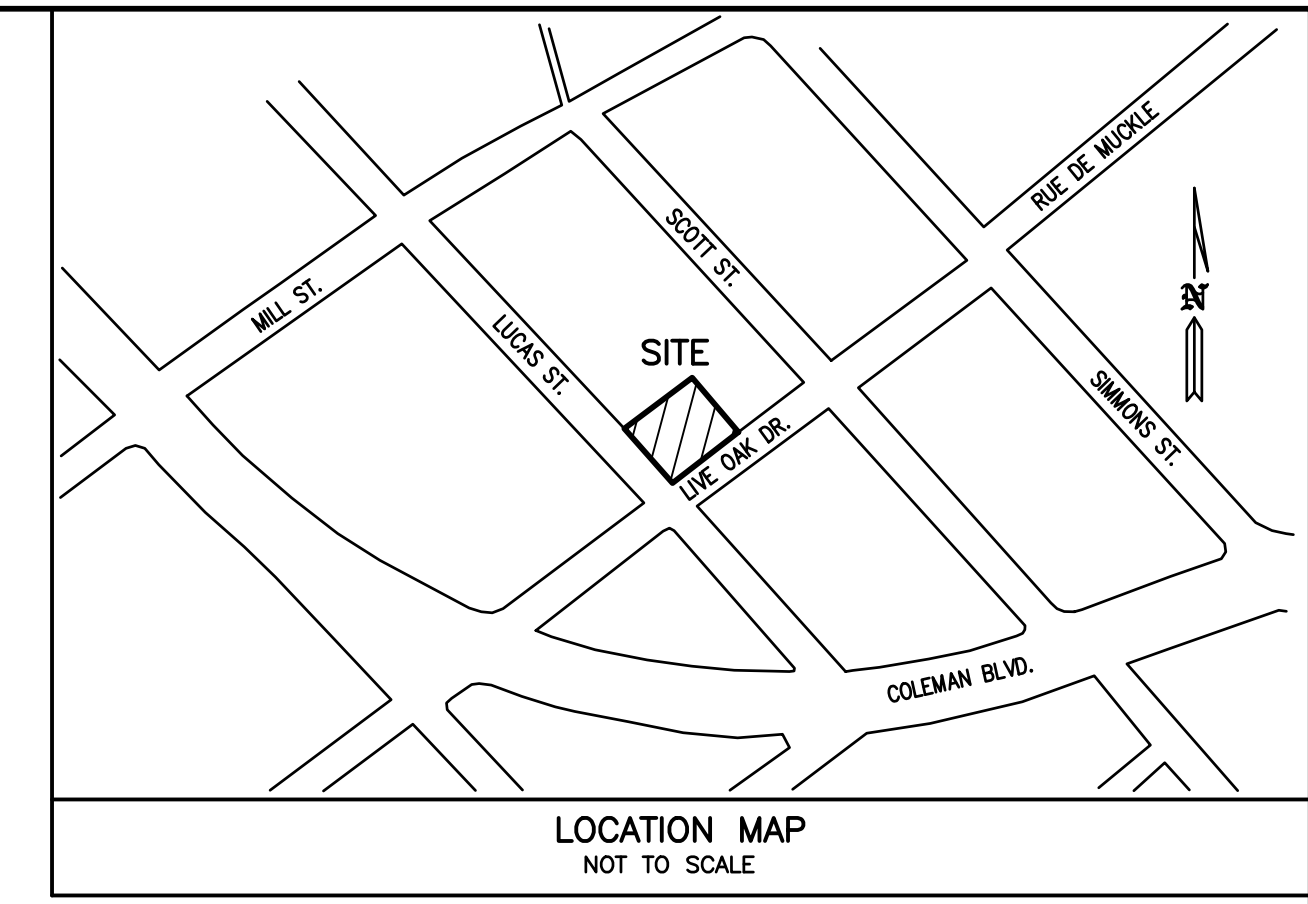 RUE DE MUCKLE
SCOTT ST.
MILL ST.
N
LUCAS ST.
SITE
SIMMONS ST.
LIVE OAK DR.
COLEMAN BLVD.
LOCATION MAP
NOT TO SCALE